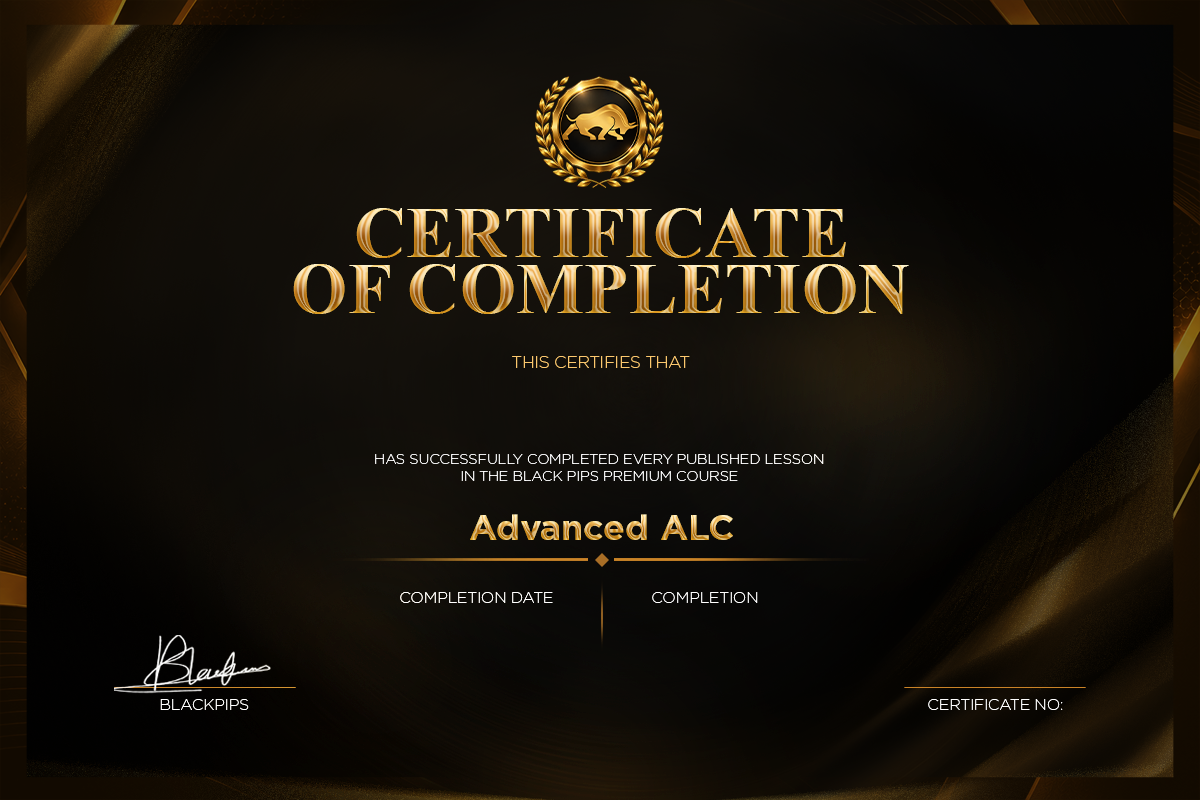 CERTIFICATE
OF COMPLETION
THIS CERTIFIES THAT
HAS SUCCESSFULLY COMPLETED EVERY PUBLISHED LESSON
IN THE BLACK PIPS PREMIUM COURSE
Advanced ALC
COMPLETION DATE
COMPLETION
Blackpips
BLACKPIPS
CERTIFICATE NO: